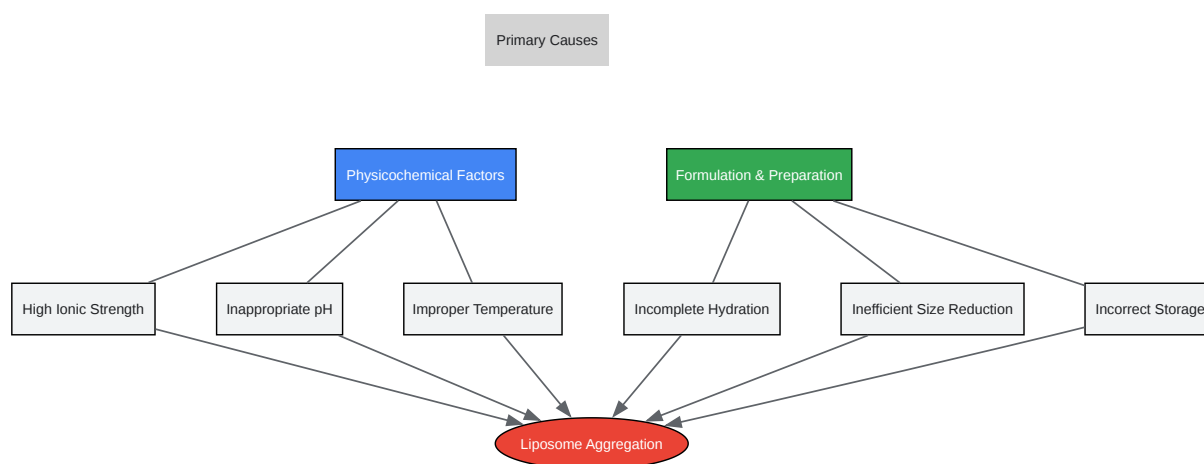 Primary Causes
Physicochemical Factors
Formulation & Preparation
High Ionic Strength
Inappropriate pH
Improper Temperature
Incomplete Hydration
Inefficient Size Reduction
Incorrect Storage
Liposome Aggregation